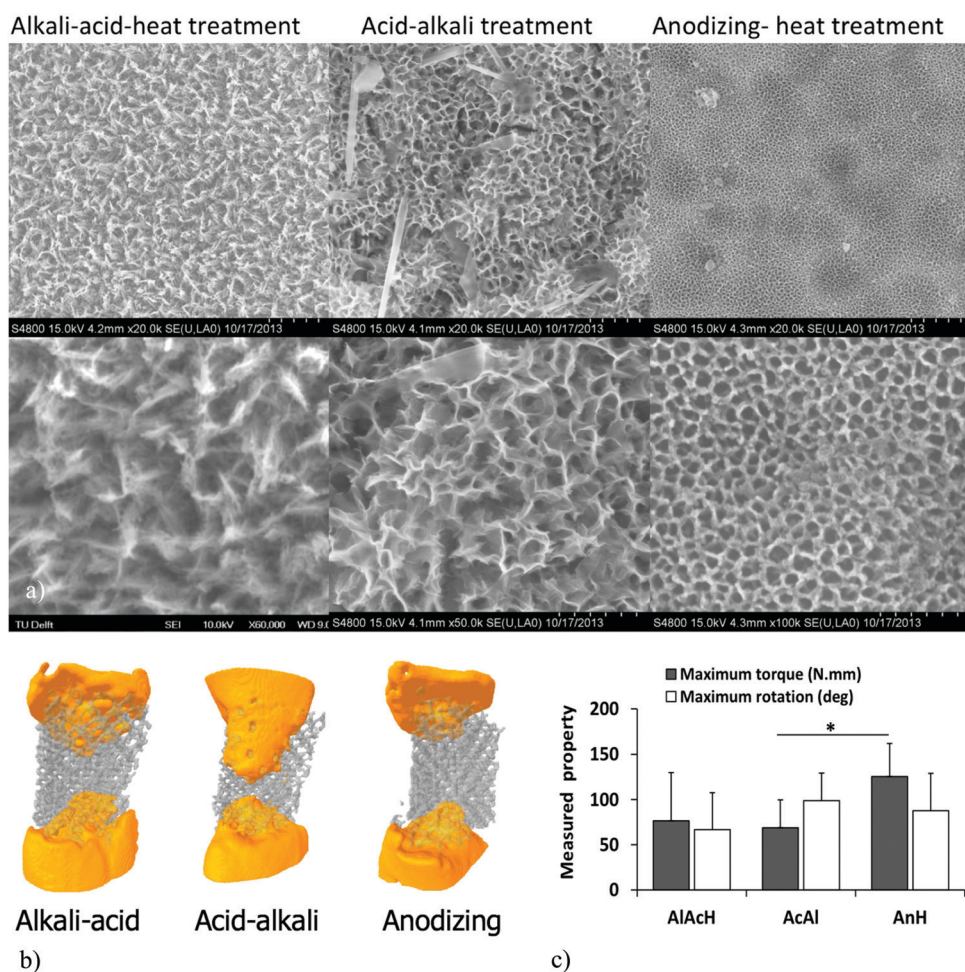 Alkali-acid-heat treatment
Acid-alkali treatment
Anodizing- heat treatment
S4800 15.0kV 4.2mm x20.0k SE(U,LA0) 10/17/2013
S4800 15.0kV 4.1mm x20.0k SE(U,LA0) 10/17/2013
S4800 15.0kV 4.3mm x20.0k SE(U,LA0) 10/17/2013
a)
TU Delft SEI 10.0kV X60,000 WD 9.0
S4800 15.0kV 4.1mm x50.0k SE(U,LA0) 10/17/2013
S4800 15.0kV 4.3mm x100k SE(U,LA0) 10/17/2013
Alkali-acid
Acid-alkali
Anodizing
b)
Maximum torque (N.mm)
Maximum rotation (deg)
Measured property
200
150
100
50
0
*
AlAcH
AcAl
AnH
c)